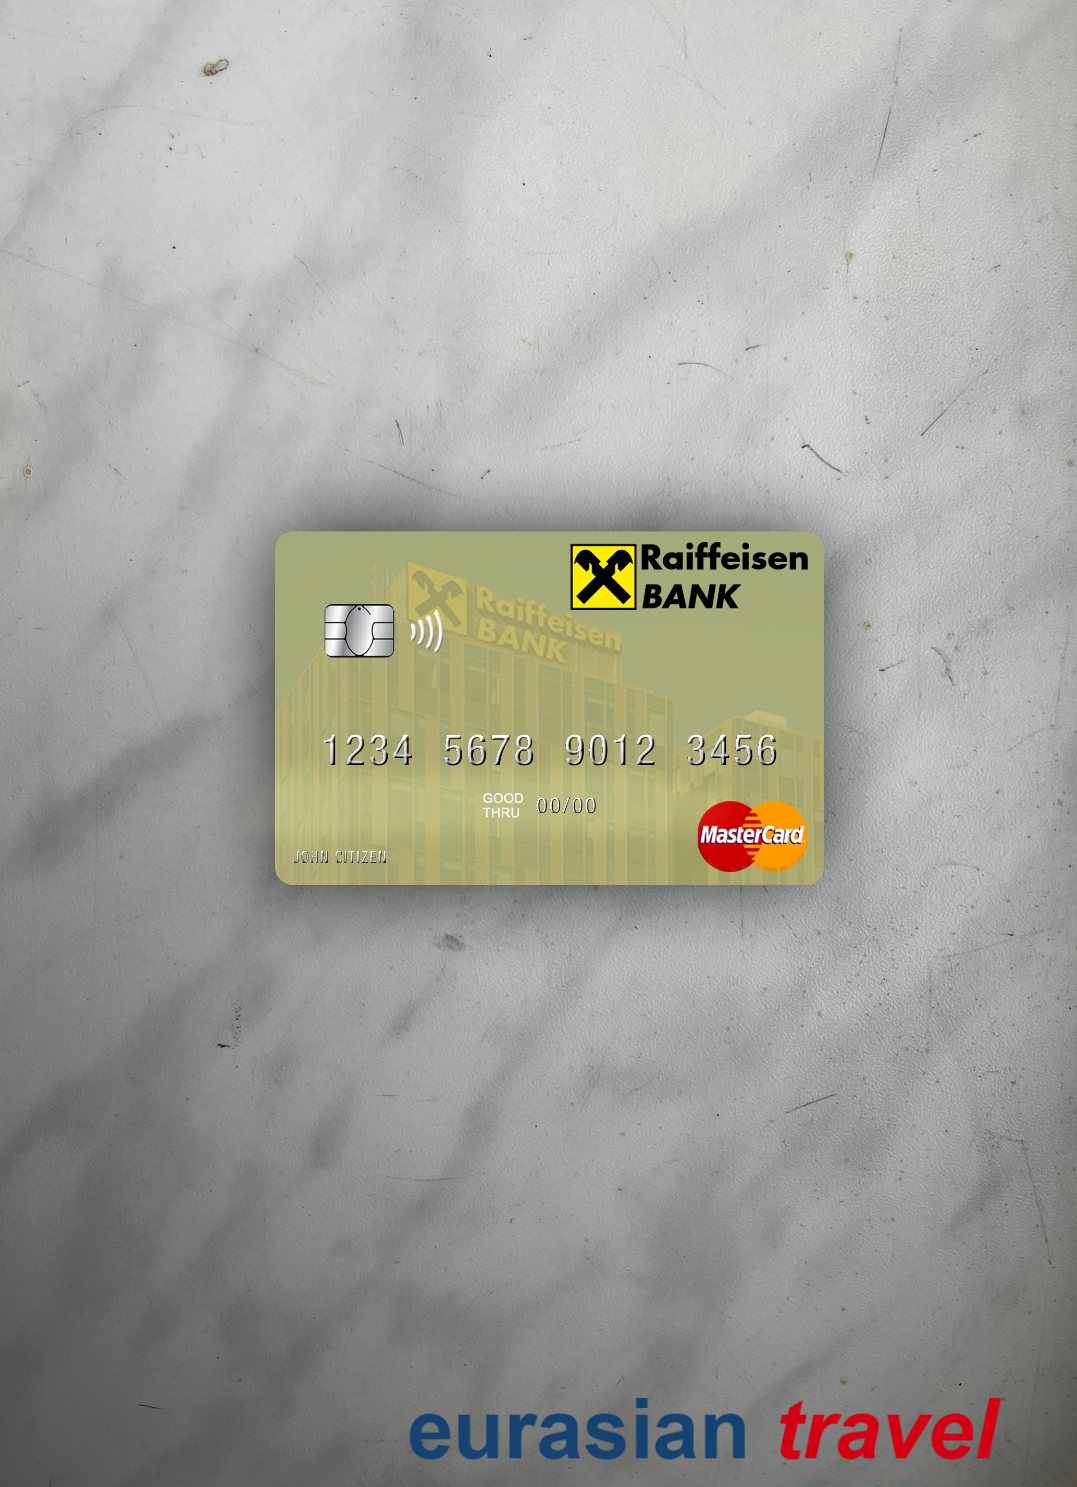 Raiffeisen
BANK
Raiffeisen
BANK
1234 5678 9012 3456
GOOD
THRU
00/00
JOHN CITIZEN
MasterCard
eurasian travel